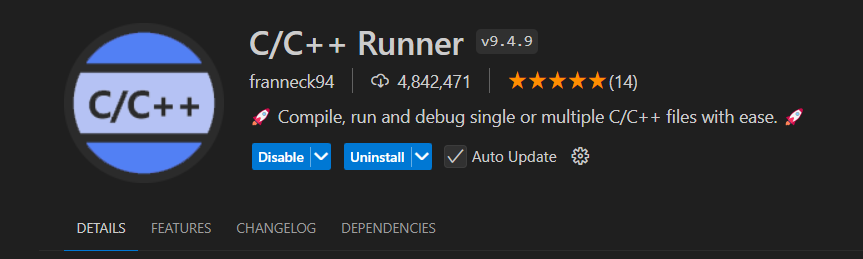 C/C++
C/C++ Runner v9.4.9
franneck94 4,842,471 ★★★★★(14)
🚀 Compile, run and debug single or multiple C/C++ files with ease. 🚀
Disable Uninstall Auto Update
DETAILS FEATURES CHANGELOG DEPENDENCIES